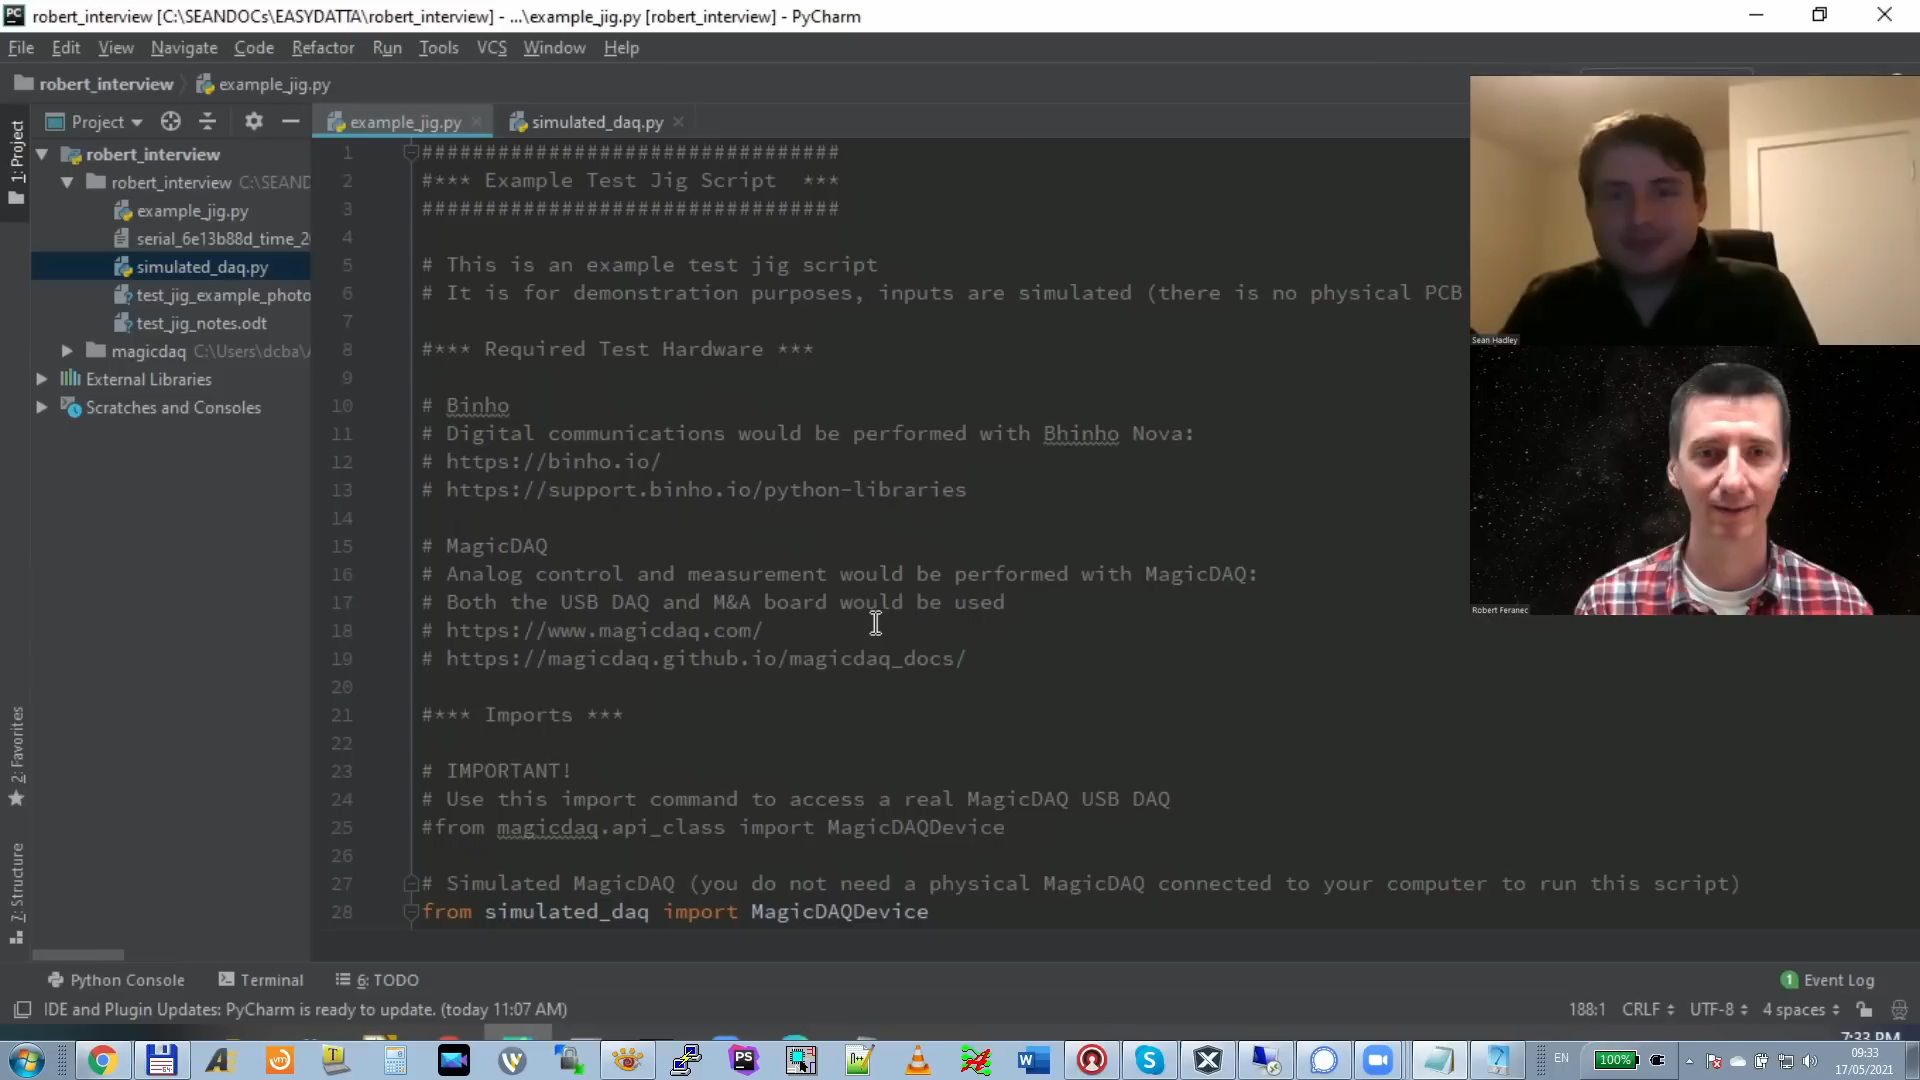 robert_interview [C:\SEANDOCs\EASYDATTA\robert_interview] - ...\example_jig.py [robert_interview] - PyCharm
File Edit View Navigate Code Refactor Run Tools VCS Window Help
robert_interview example_jig.py
Project
example_jig.py
simulated_daq.py
1: Project
robert_interview
robert_interview C:\SEAND
example_jig.py
serial_6e13b88d_time_2
simulated_daq.py
test_jig_example_photo
test_jig_notes.odt
magicdaq C:\Users\dcba\
External Libraries
Scratches and Consoles
2: Favorites
7: Structure
1 #################################
2 #*** Example Test Jig Script  ***
3 #################################
4
5 # This is an example test jig script
6 # It is for demonstration purposes, inputs are simulated (there is no physical PCB
7
8 #*** Required Test Hardware ***
9
10 # Binho
11 # Digital communications would be performed with Bhinho Nova:
12 # https://binho.io/
13 # https://support.binho.io/python-libraries
14
15 # MagicDAQ
16 # Analog control and measurement would be performed with MagicDAQ:
17 # Both the USB DAQ and M&A board would be used
18 # https://www.magicdaq.com/
19 # https://magicdaq.github.io/magicdaq_docs/
20
21 #*** Imports ***
22
23 # IMPORTANT!
24 # Use this import command to access a real MagicDAQ USB DAQ
25 #from magicdaq.api_class import MagicDAQDevice
26
27 # Simulated MagicDAQ (you do not need a physical MagicDAQ connected to your computer to run this script)
28 from simulated_daq import MagicDAQDevice
Sean Hadley
Robert Feranec
Python Console Terminal 6: TODO
1 Event Log
IDE and Plugin Updates: PyCharm is ready to update. (today 11:07 AM)
188:1 CRLF UTF-8 4 spaces
7:33 PM
EN 100% 09:33
17/05/2021